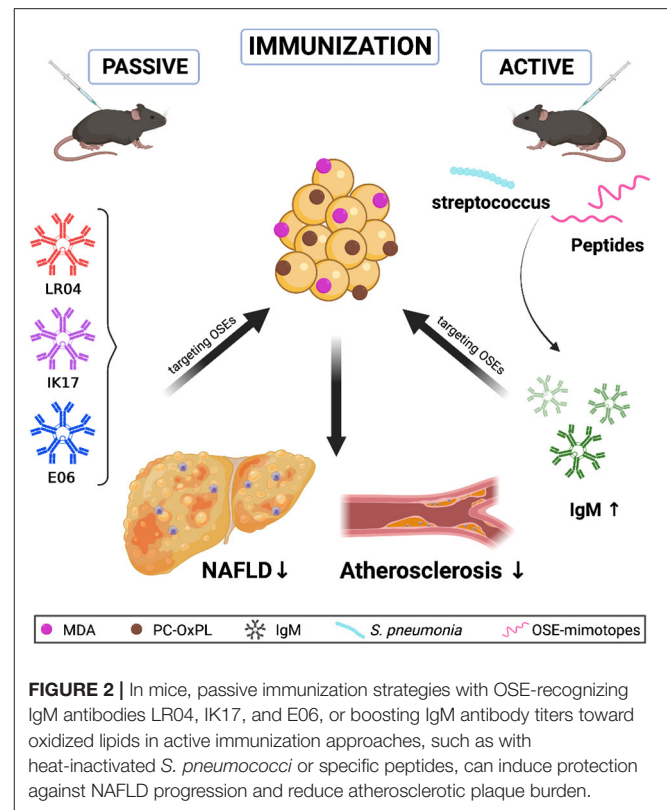 IMMUNIZATION
PASSIVE
ACTIVE
streptococcus
Peptides
LR04
IK17
E06
targeting OSEs
targeting OSEs
IgM ↑
NAFLD ↓
Atherosclerosis ↓
MDA PC-OxPL IgM S. pneumonia OSE-mimotopes
FIGURE 2 | In mice, passive immunization strategies with OSE-recognizing
IgM antibodies LR04, IK17, and E06, or boosting IgM antibody titers toward
oxidized lipids in active immunization approaches, such as with
heat-inactivated S. pneumococci or specific peptides, can induce protection
against NAFLD progression and reduce atherosclerotic plaque burden.